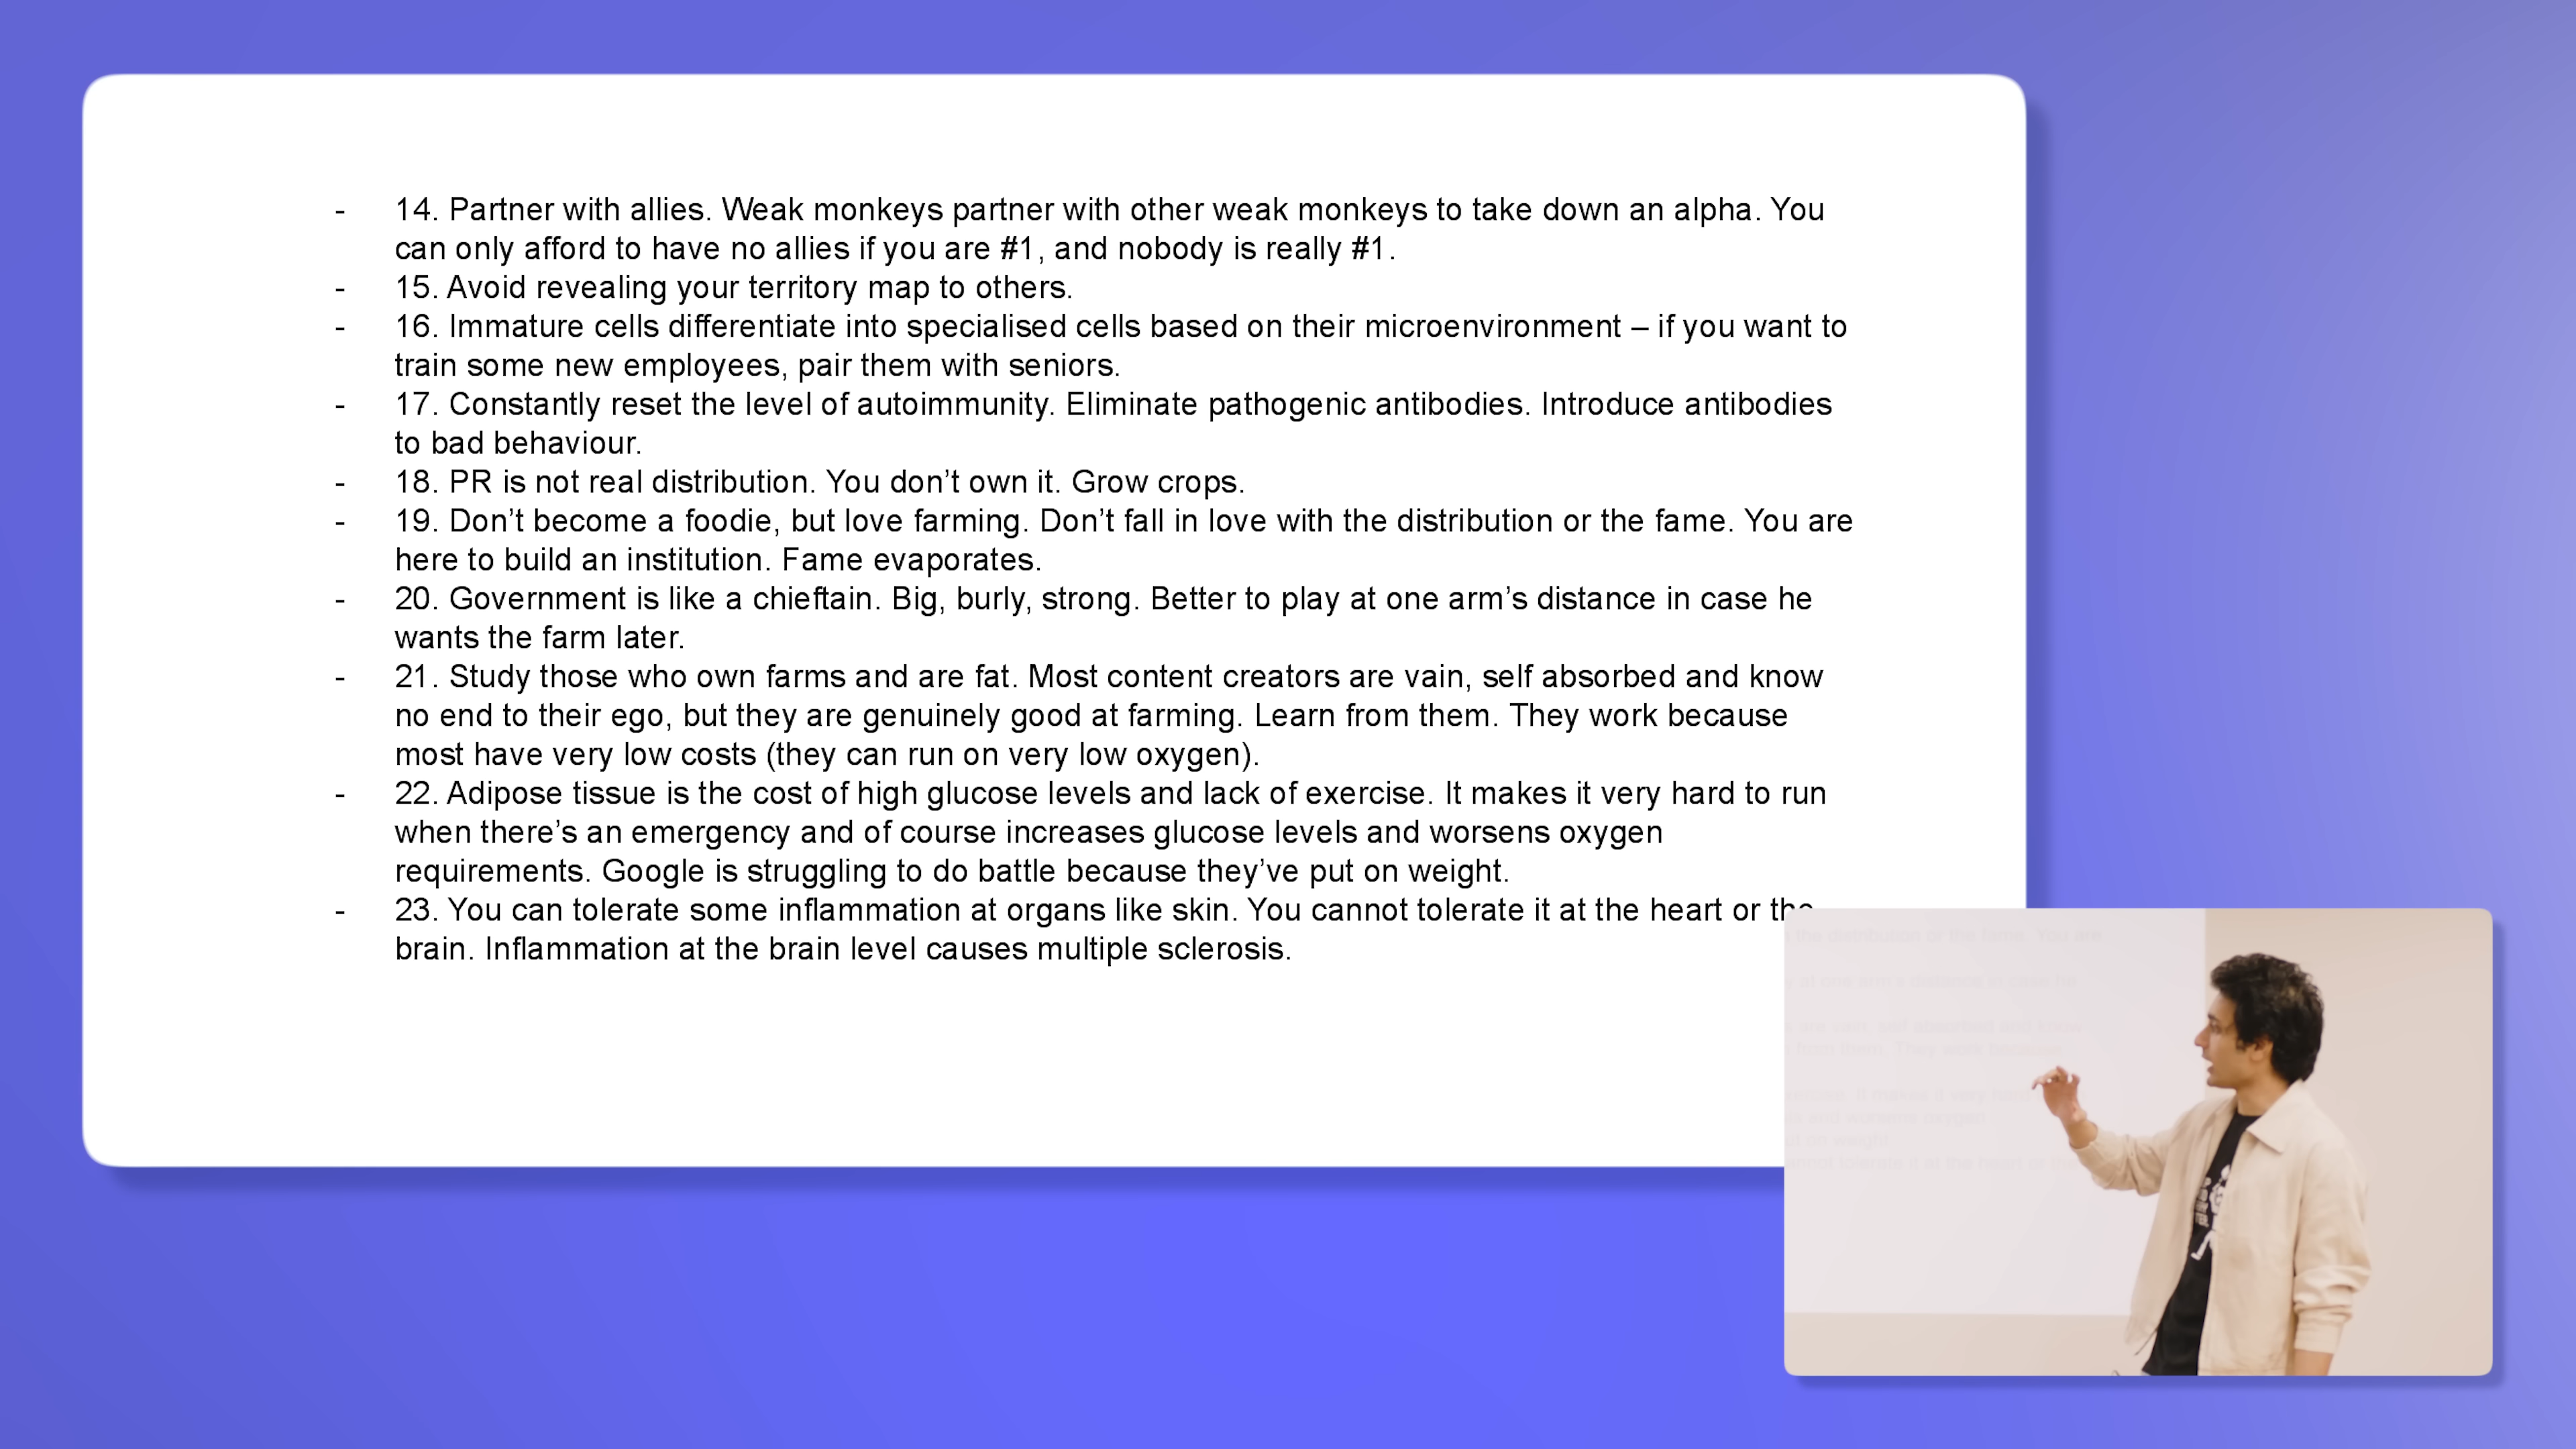 - 14. Partner with allies. Weak monkeys partner with other weak monkeys to take down an alpha. You
can only afford to have no allies if you are #1, and nobody is really #1.
- 15. Avoid revealing your territory map to others.
- 16. Immature cells differentiate into specialised cells based on their microenvironment – if you want to
train some new employees, pair them with seniors.
- 17. Constantly reset the level of autoimmunity. Eliminate pathogenic antibodies. Introduce antibodies
to bad behaviour.
- 18. PR is not real distribution. You don’t own it. Grow crops.
- 19. Don’t become a foodie, but love farming. Don’t fall in love with the distribution or the fame. You are
here to build an institution. Fame evaporates.
- 20. Government is like a chieftain. Big, burly, strong. Better to play at one arm’s distance in case he
wants the farm later.
- 21. Study those who own farms and are fat. Most content creators are vain, self absorbed and know
no end to their ego, but they are genuinely good at farming. Learn from them. They work because
most have very low costs (they can run on very low oxygen).
- 22. Adipose tissue is the cost of high glucose levels and lack of exercise. It makes it very hard to run
when there’s an emergency and of course increases glucose levels and worsens oxygen
requirements. Google is struggling to do battle because they’ve put on weight.
- 23. You can tolerate some inflammation at organs like skin. You cannot tolerate it at the heart or the
brain. Inflammation at the brain level causes multiple sclerosis.